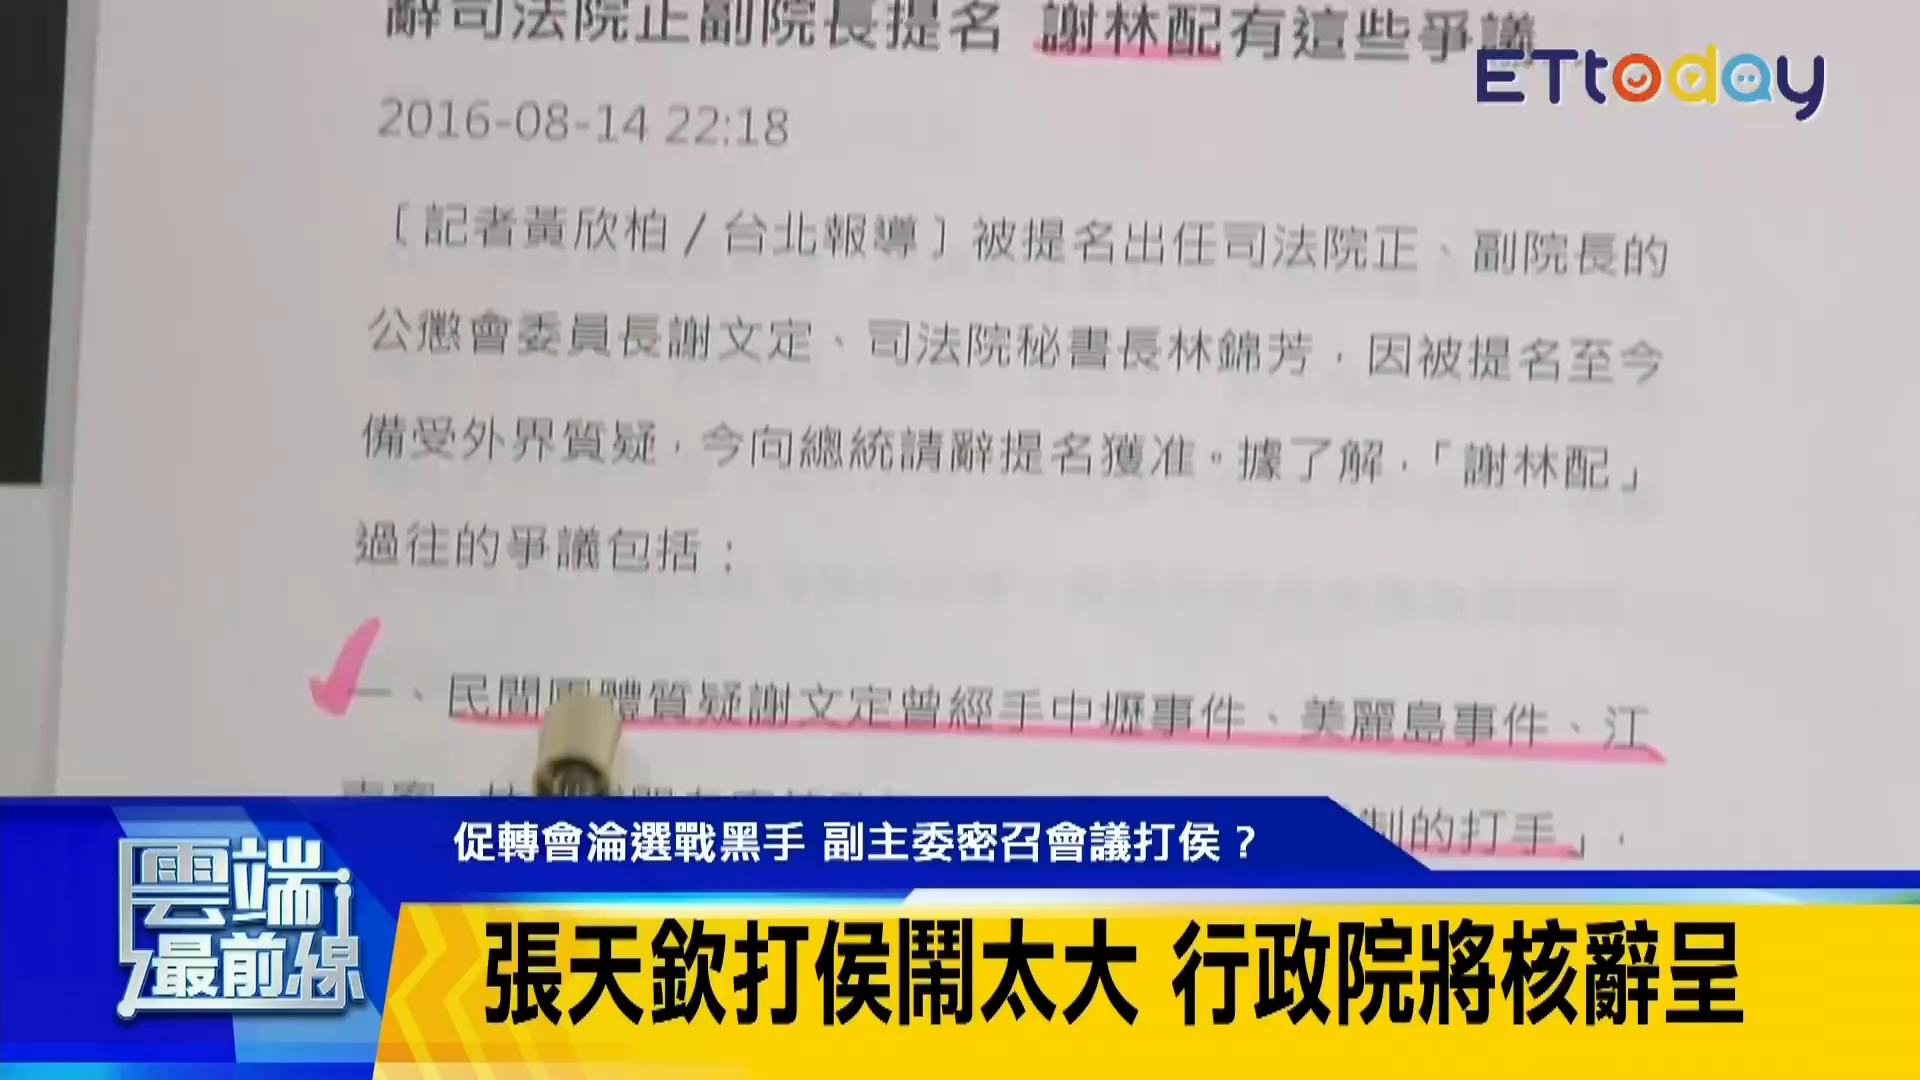 辭司法院正副院長提名 謝林配有這些爭議
ETtoday
2016-08-14 22:18
〔記者黃欣柏／台北報導〕被提名出任司法院正、副院長的
公懲會委員長謝文定、司法院秘書長林錦芳，因被提名至今
備受外界質疑，今向總統請辭提名獲准。據了解，「謝林配」
過往的爭議包括：
一、民間團體質疑謝文定曾經手中壢事件、美麗島事件、江
制的打手」，
促轉會淪選戰黑手 副主委密召會議打侯？
雲端最前線
張天欽打侯鬧太大 行政院將核辭呈